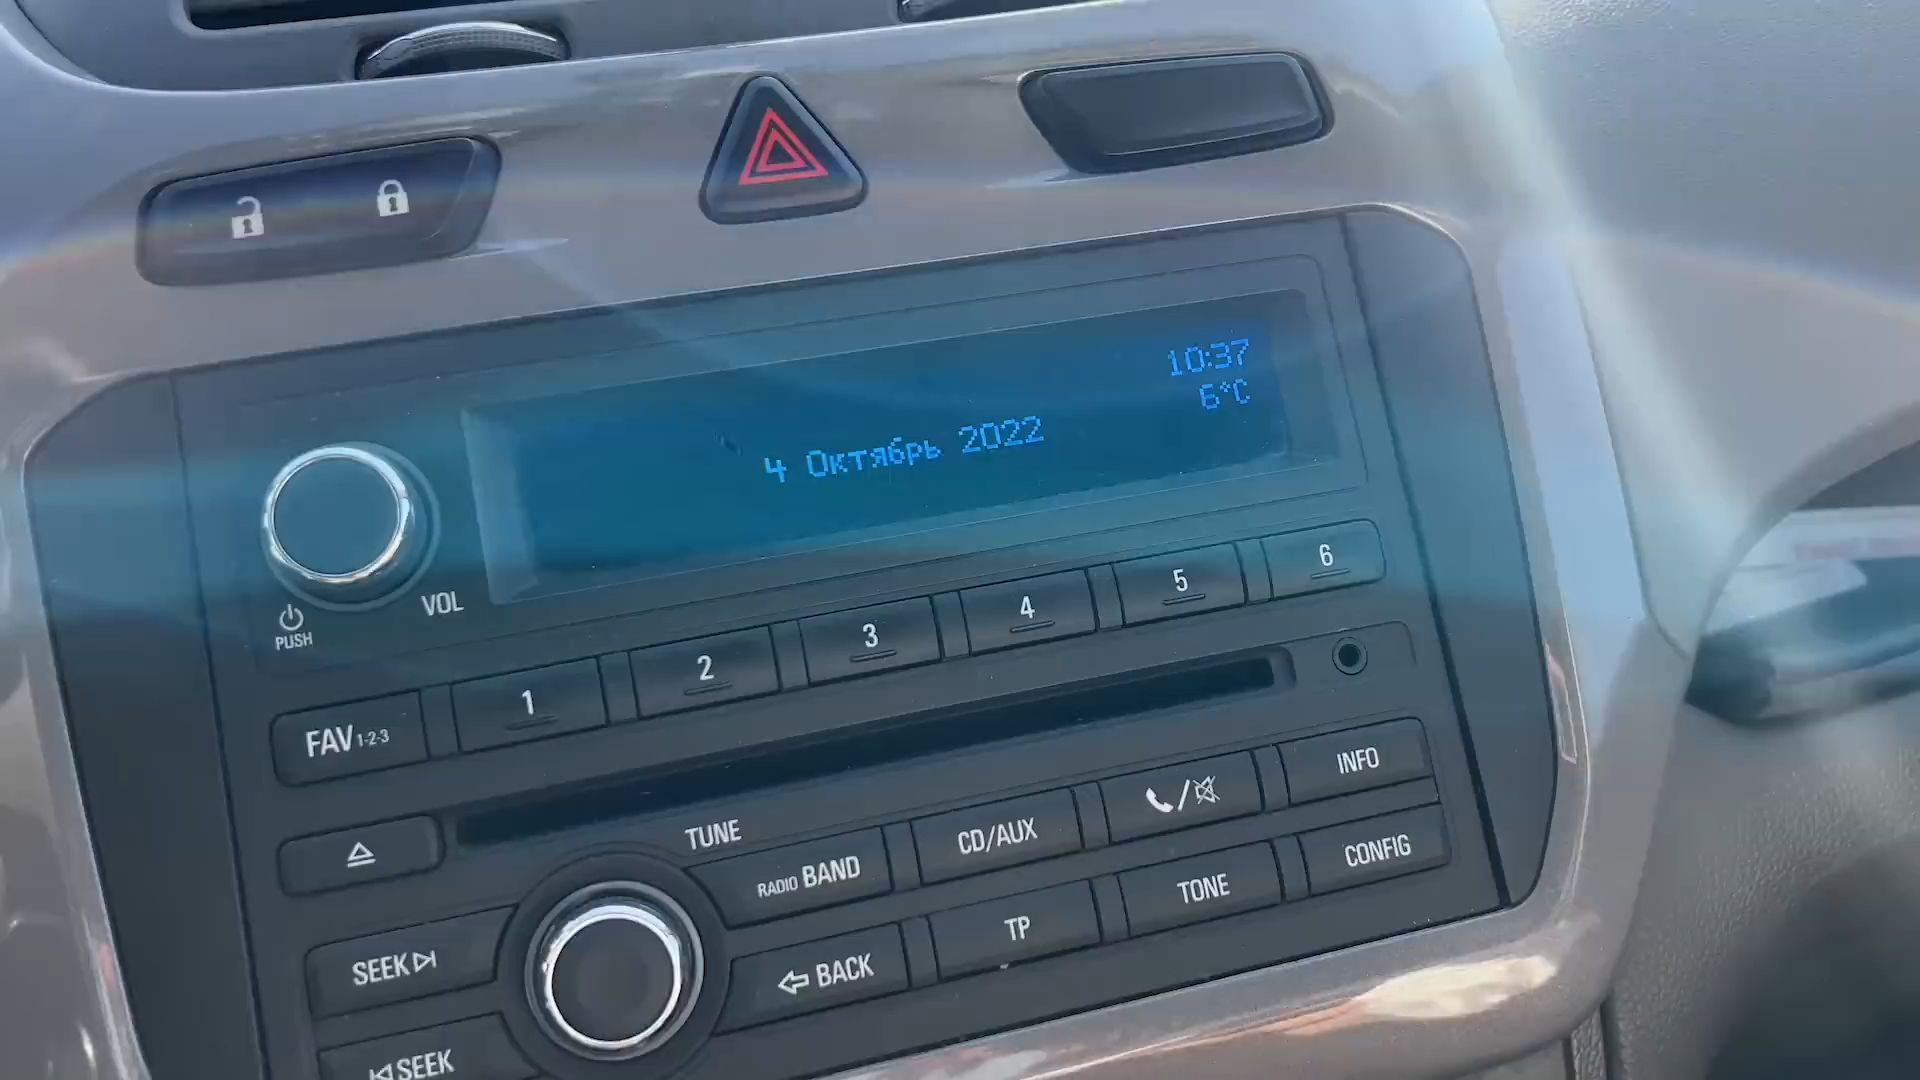 10:37
6°C
4 Октябрь 2022
PUSH
VOL
FAV 1-2-3
1
2
3
4
5
6
TUNE
RADIO BAND
CD/AUX
/
INFO
SEEK
BACK
TP
TONE
CONFIG
SEEK